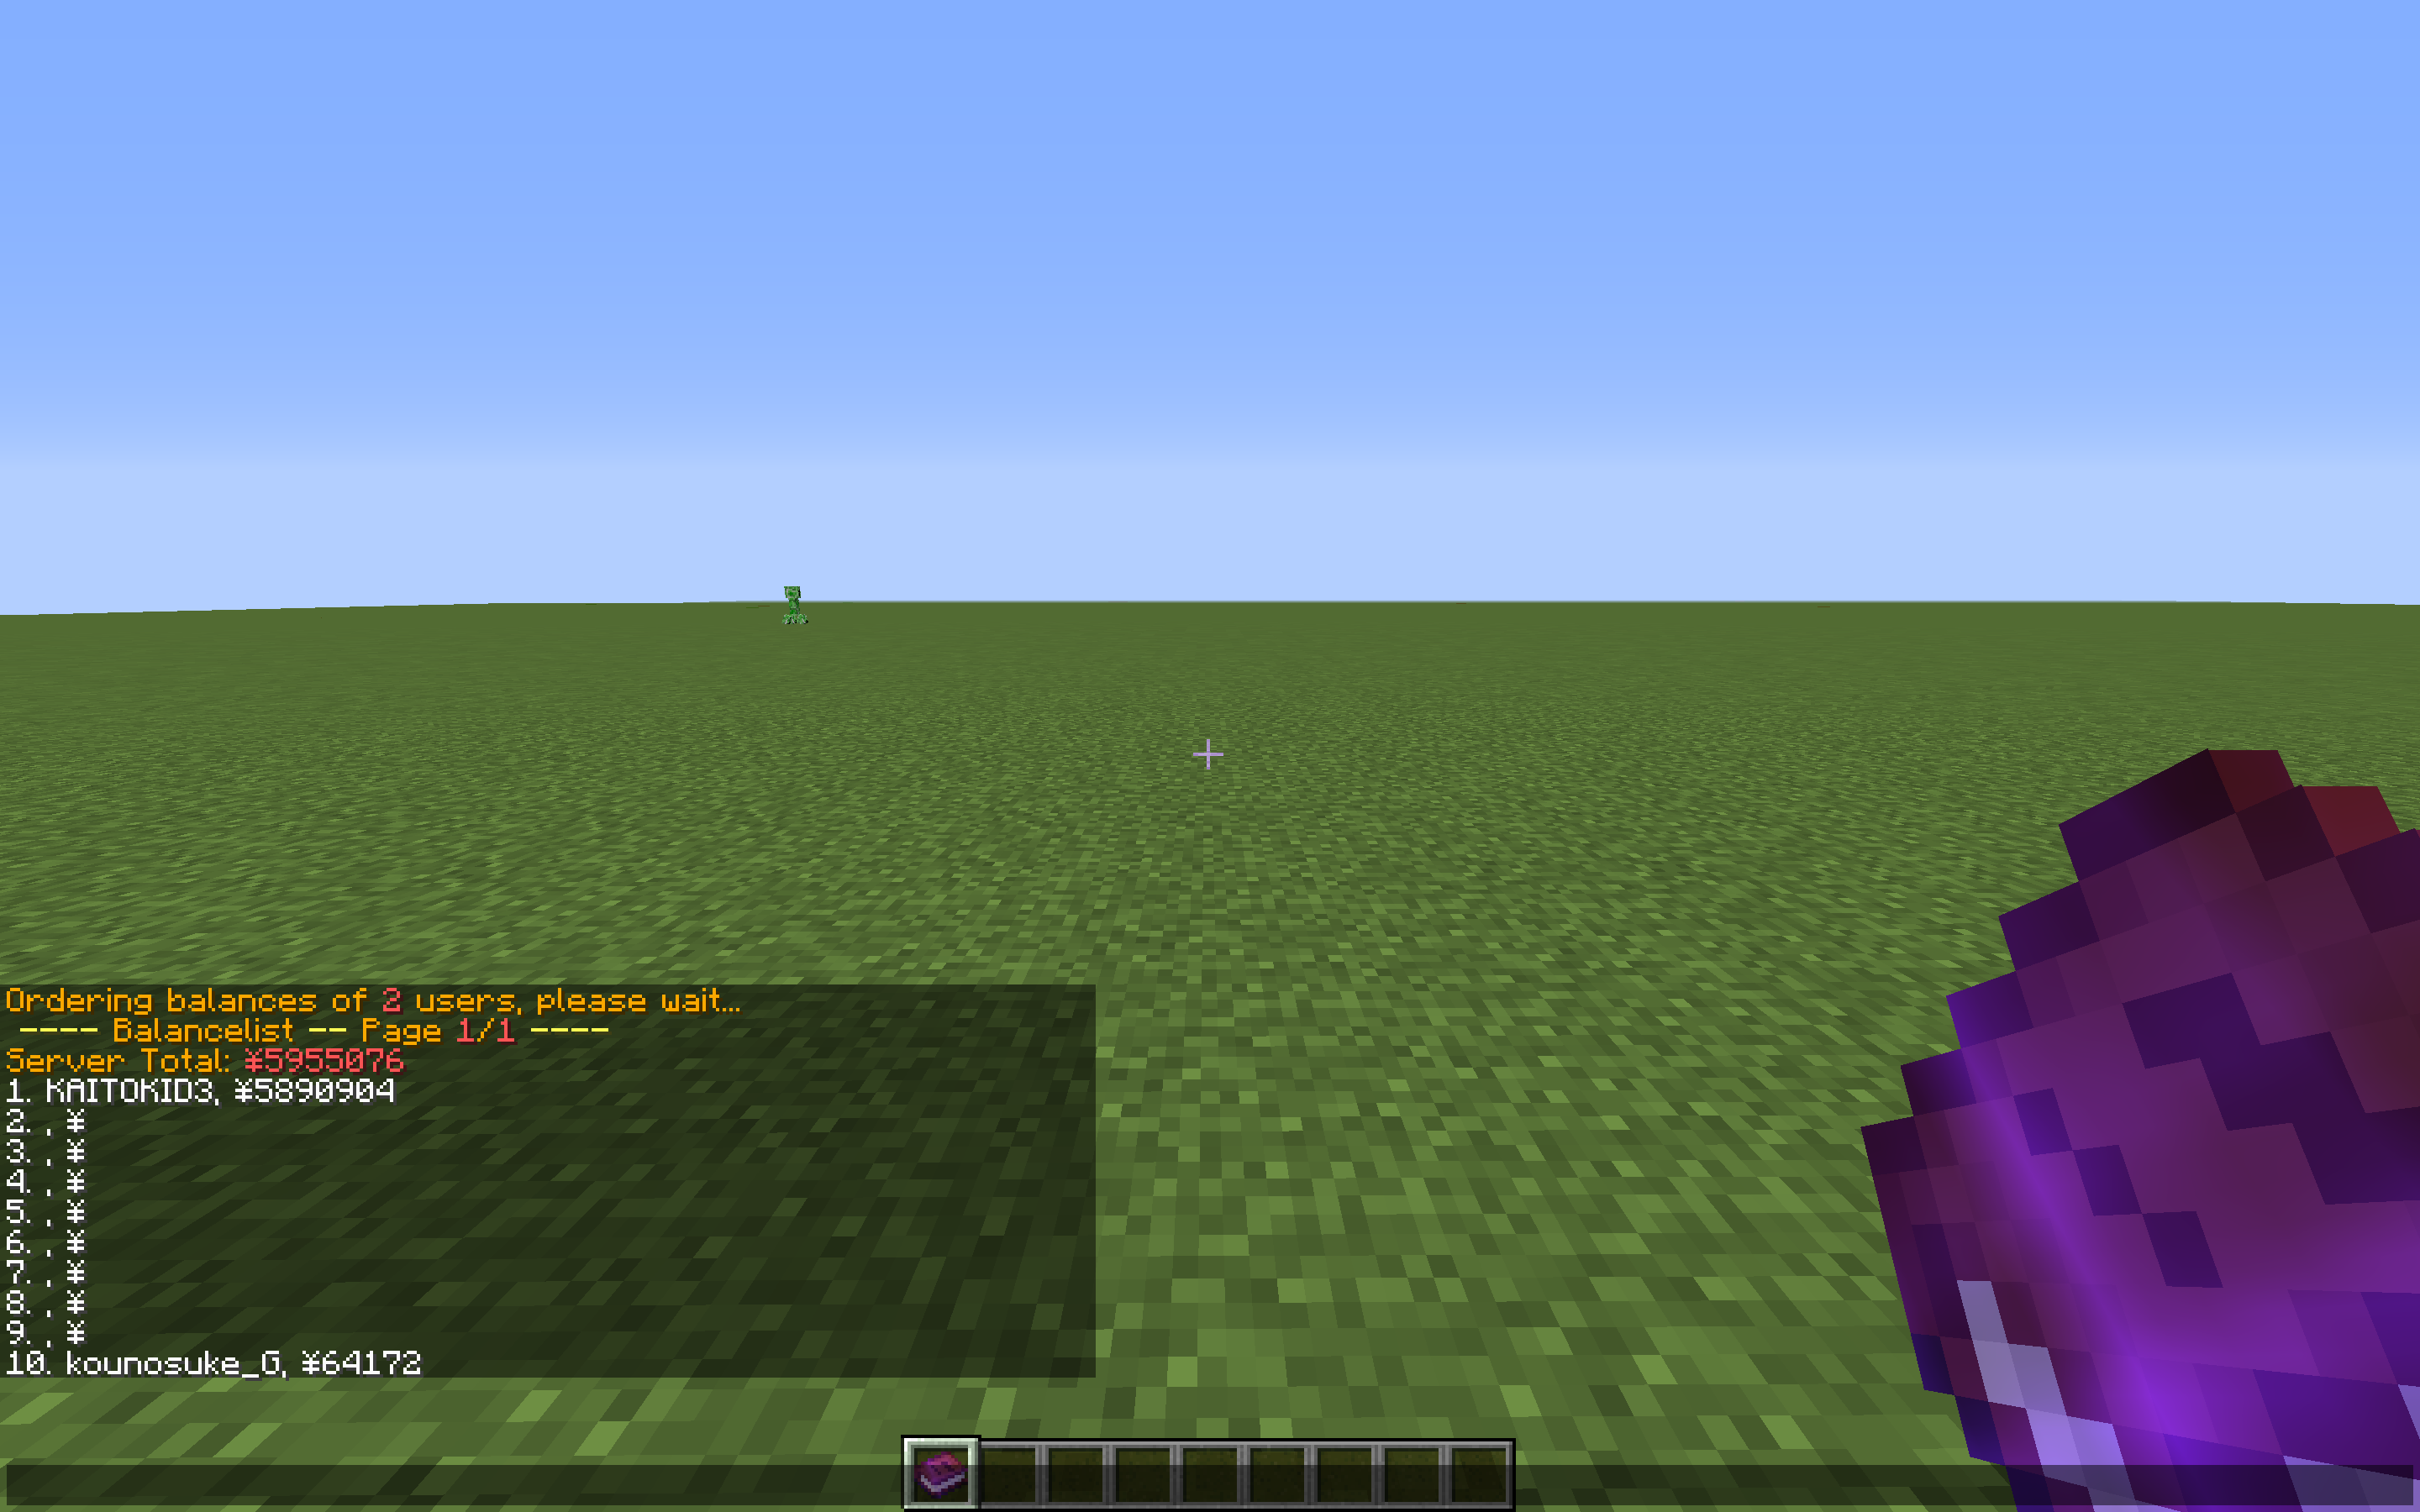 Ordering balances of 2 users, please wait...
---- Balancelist -- Page 1/1 ----
Server Total: ¥5955076
1. KAITOKID3, ¥5890904
2. , ¥
3. , ¥
4. , ¥
5. , ¥
6. , ¥
7. , ¥
8. , ¥
9. , ¥
10. kounosuke_G, ¥64172